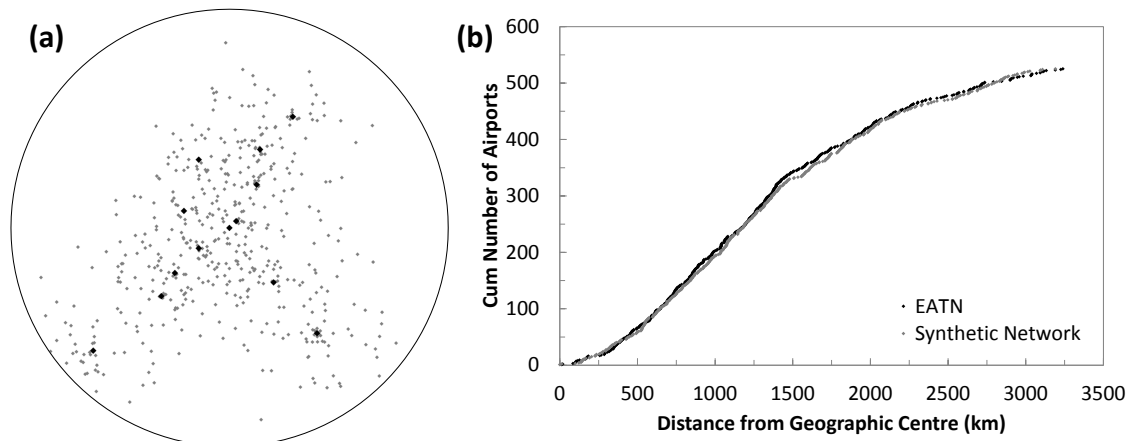 (a)
(b)
Cum Number of Airports
600
500
400
300
200
100
0
EATN
Synthetic Network
0 500 1000 1500 2000 2500 3000 3500
Distance from Geographic Centre (km)